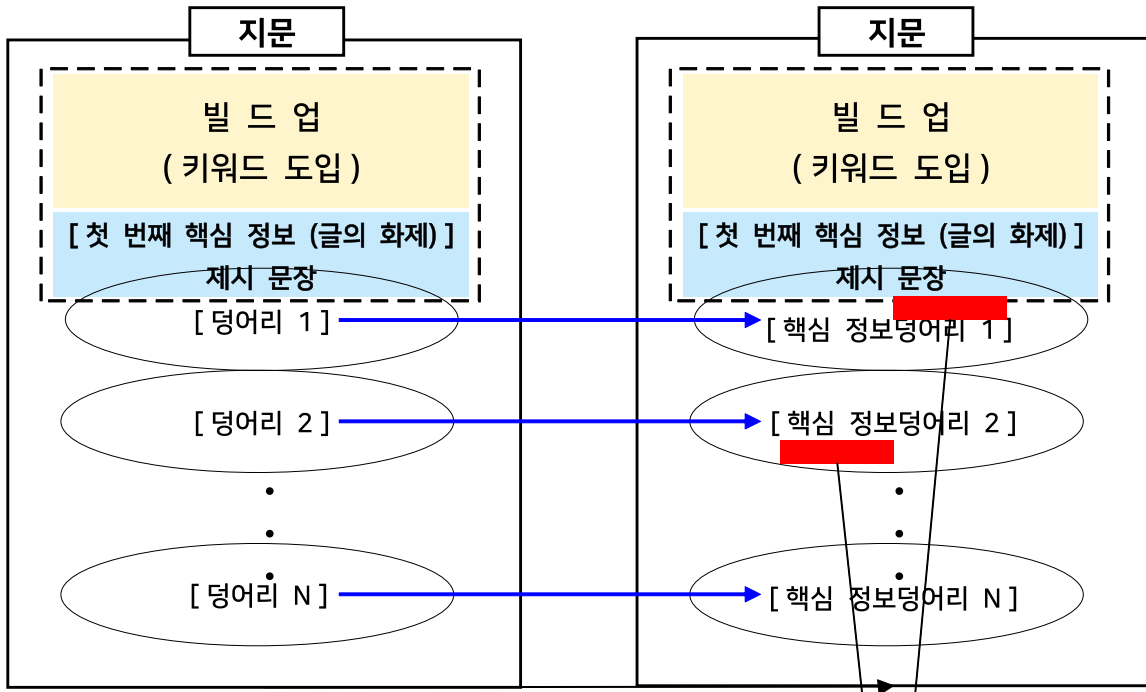 지문
빌 드 업
( 키워드 도입 )
[ 첫 번째 핵심 정보 (글의 화제) ]
제시 문장
[ 덩어리 1 ]
[ 덩어리 2 ]
[ 덩어리 N ]
지문
빌 드 업
( 키워드 도입 )
[ 첫 번째 핵심 정보 (글의 화제) ]
제시 문장
[ 핵심 정보덩어리 1 ]
[ 핵심 정보덩어리 2 ]
[ 핵심 정보덩어리 N ]